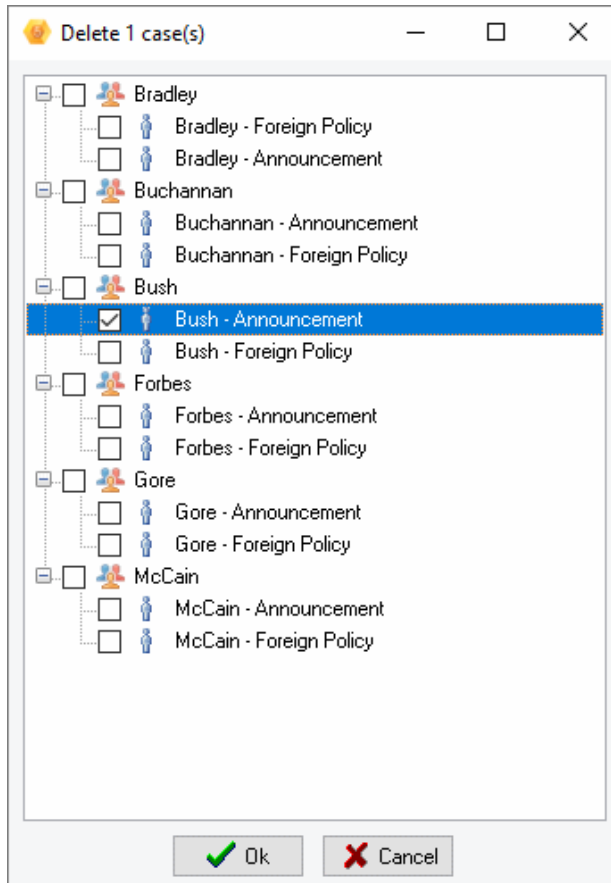 Delete 1 case(s)
Bradley
Bradley - Foreign Policy
Bradley - Announcement
Buchannan
Buchannan - Announcement
Buchannan - Foreign Policy
Bush
Bush - Announcement
Bush - Foreign Policy
Forbes
Forbes - Announcement
Forbes - Foreign Policy
Gore
Gore - Announcement
Gore - Foreign Policy
McCain
McCain - Announcement
McCain - Foreign Policy
Ok Cancel